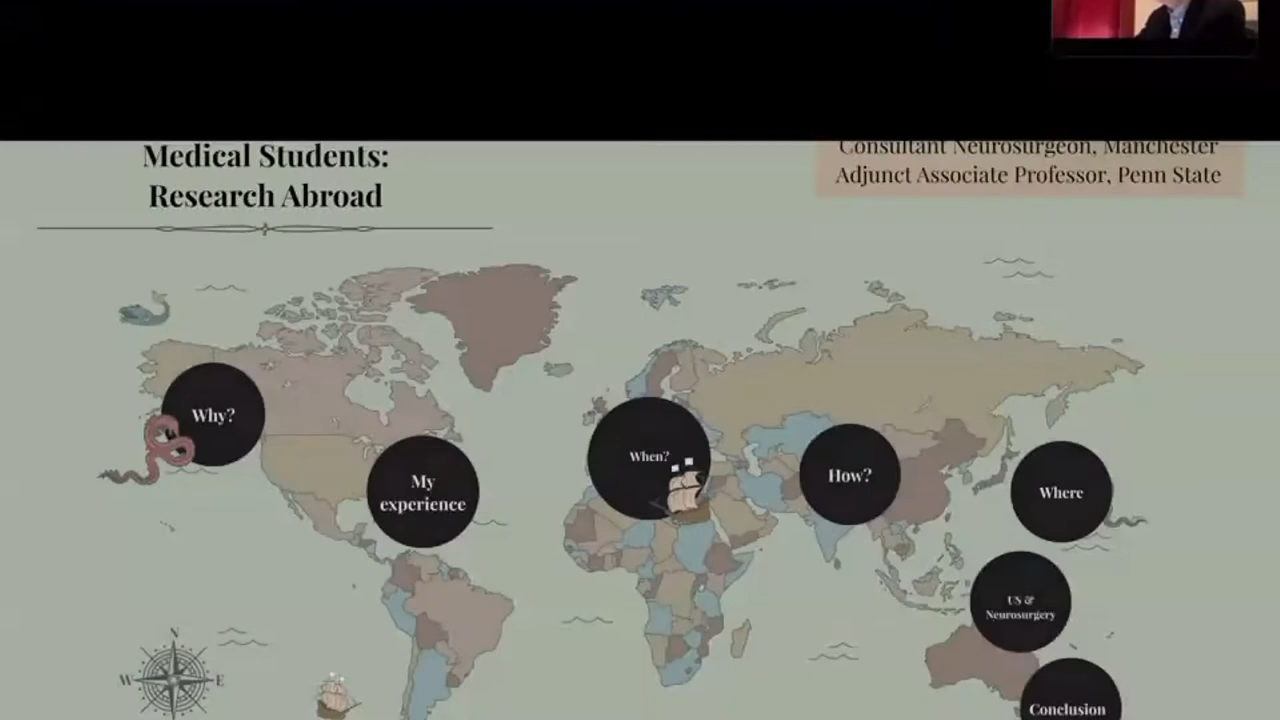 Medical Students:
Research Abroad
Consultant Neurosurgeon, Manchester
Adjunct Associate Professor, Penn State
Why?
My
experience
When?
How?
Where
US &
Neurosurgery
Conclusion
N
W E